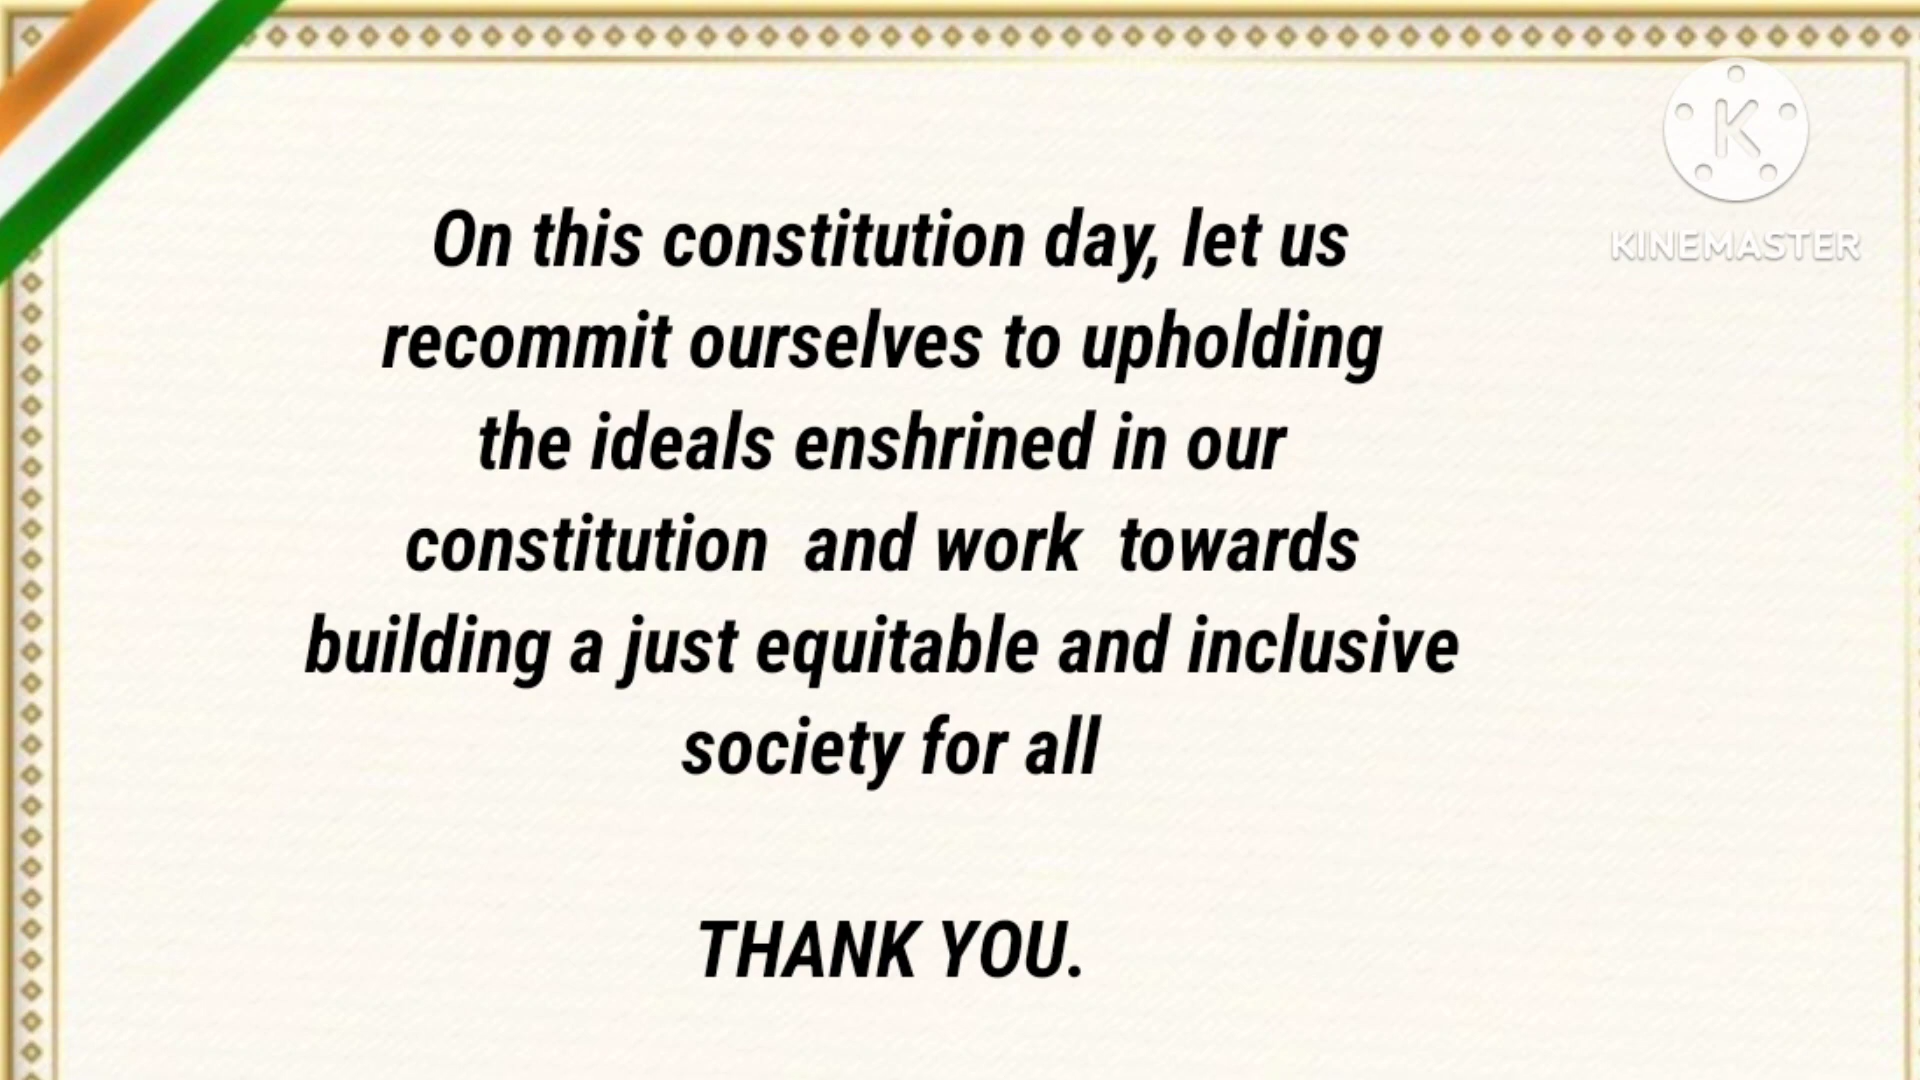 KINEMASTER
On this constitution day, let us
recommit ourselves to upholding
the ideals enshrined in our
constitution  and work  towards
building a just equitable and inclusive
society for all
THANK YOU.